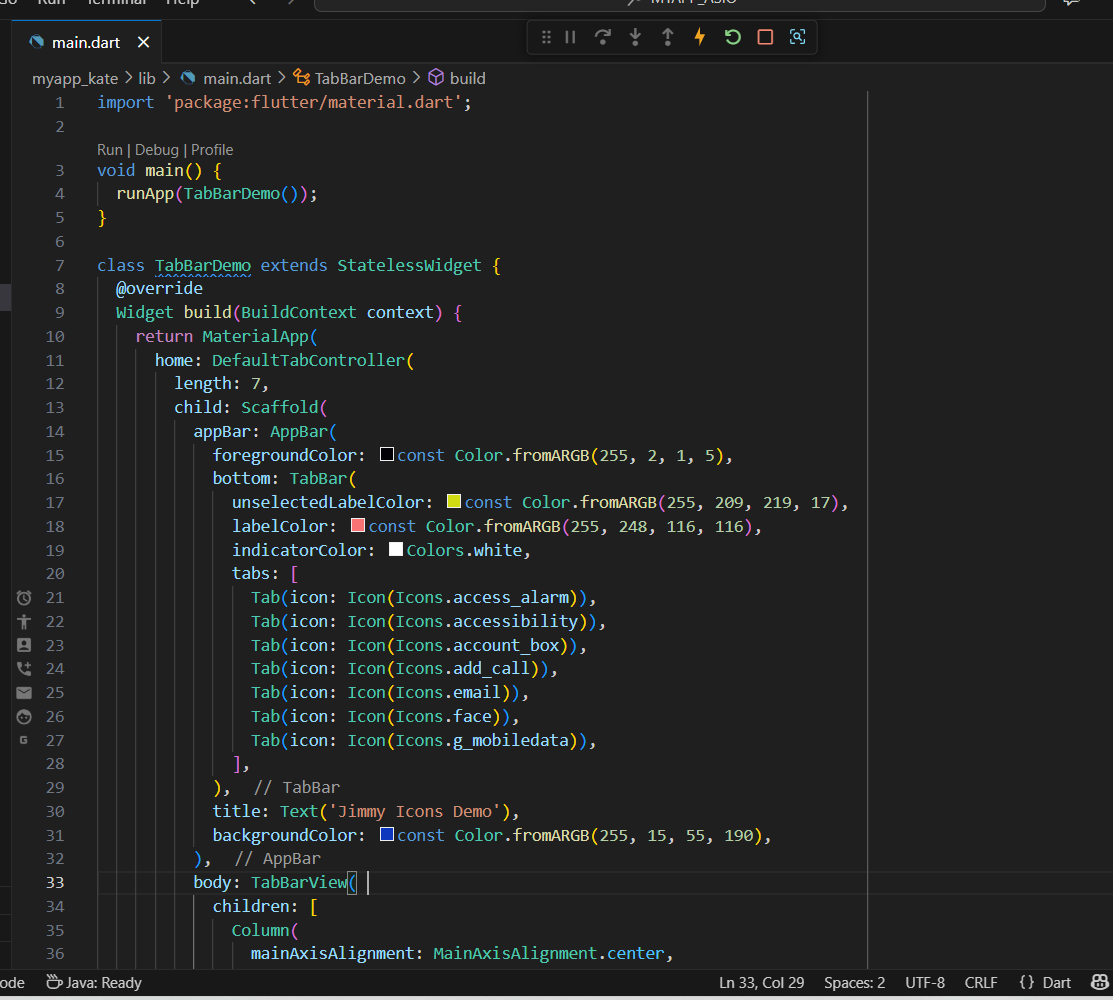 Run Terminal Help
MYAPP_ASIO
main.dart
myapp_kate > lib > main.dart > TabBarDemo > build
1 import 'package:flutter/material.dart';
2
Run | Debug | Profile
3 void main() {
4 runApp(TabBarDemo());
5 }
6
7 class TabBarDemo extends StatelessWidget {
8 @override
9 Widget build(BuildContext context) {
10 return MaterialApp(
11 home: DefaultTabController(
12 length: 7,
13 child: Scaffold(
14 appBar: AppBar(
15 foregroundColor: const Color.fromARGB(255, 2, 1, 5),
16 bottom: TabBar(
17 unselectedLabelColor: const Color.fromARGB(255, 209, 219, 17),
18 labelColor: const Color.fromARGB(255, 248, 116, 116),
19 indicatorColor: Colors.white,
20 tabs: [
21 Tab(icon: Icon(Icons.access_alarm)),
22 Tab(icon: Icon(Icons.accessibility)),
23 Tab(icon: Icon(Icons.account_box)),
24 Tab(icon: Icon(Icons.add_call)),
25 Tab(icon: Icon(Icons.email)),
26 Tab(icon: Icon(Icons.face)),
G 27 Tab(icon: Icon(Icons.g_mobiledata)),
28 ],
29 ), // TabBar
30 title: Text('Jimmy Icons Demo'),
31 backgroundColor: const Color.fromARGB(255, 15, 55, 190),
32 ), // AppBar
33 body: TabBarView(
34 children: [
35 Column(
36 mainAxisAlignment: MainAxisAlignment.center,
ode Java: Ready Ln 33, Col 29 Spaces: 2 UTF-8 CRLF {} Dart